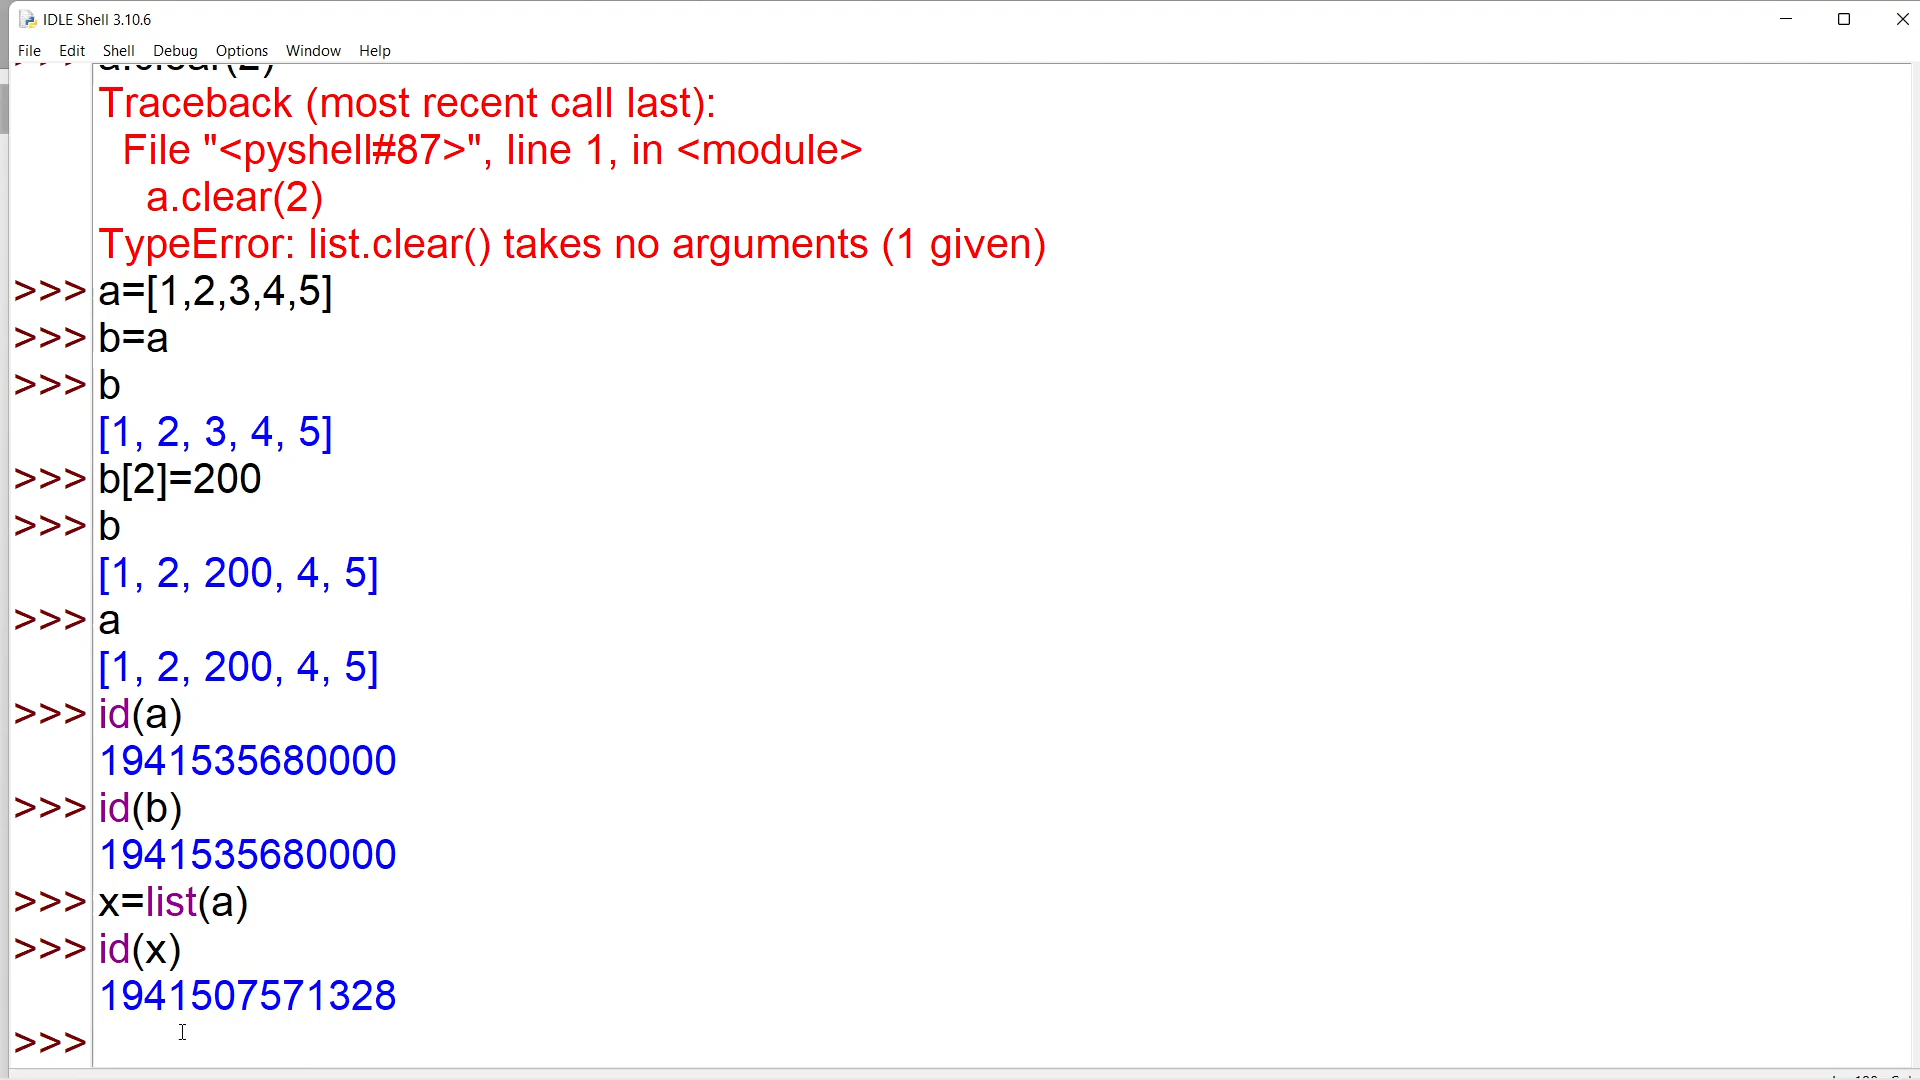 IDLE Shell 3.10.6
File Edit Shell Debug Options Window Help
>>> a.clear(2)
Traceback (most recent call last):
  File "<pyshell#87>", line 1, in <module>
    a.clear(2)
TypeError: list.clear() takes no arguments (1 given)
>>> a=[1,2,3,4,5]
>>> b=a
>>> b
[1, 2, 3, 4, 5]
>>> b[2]=200
>>> b
[1, 2, 200, 4, 5]
>>> a
[1, 2, 200, 4, 5]
>>> id(a)
1941535680000
>>> id(b)
1941535680000
>>> x=list(a)
>>> id(x)
1941507571328
>>>